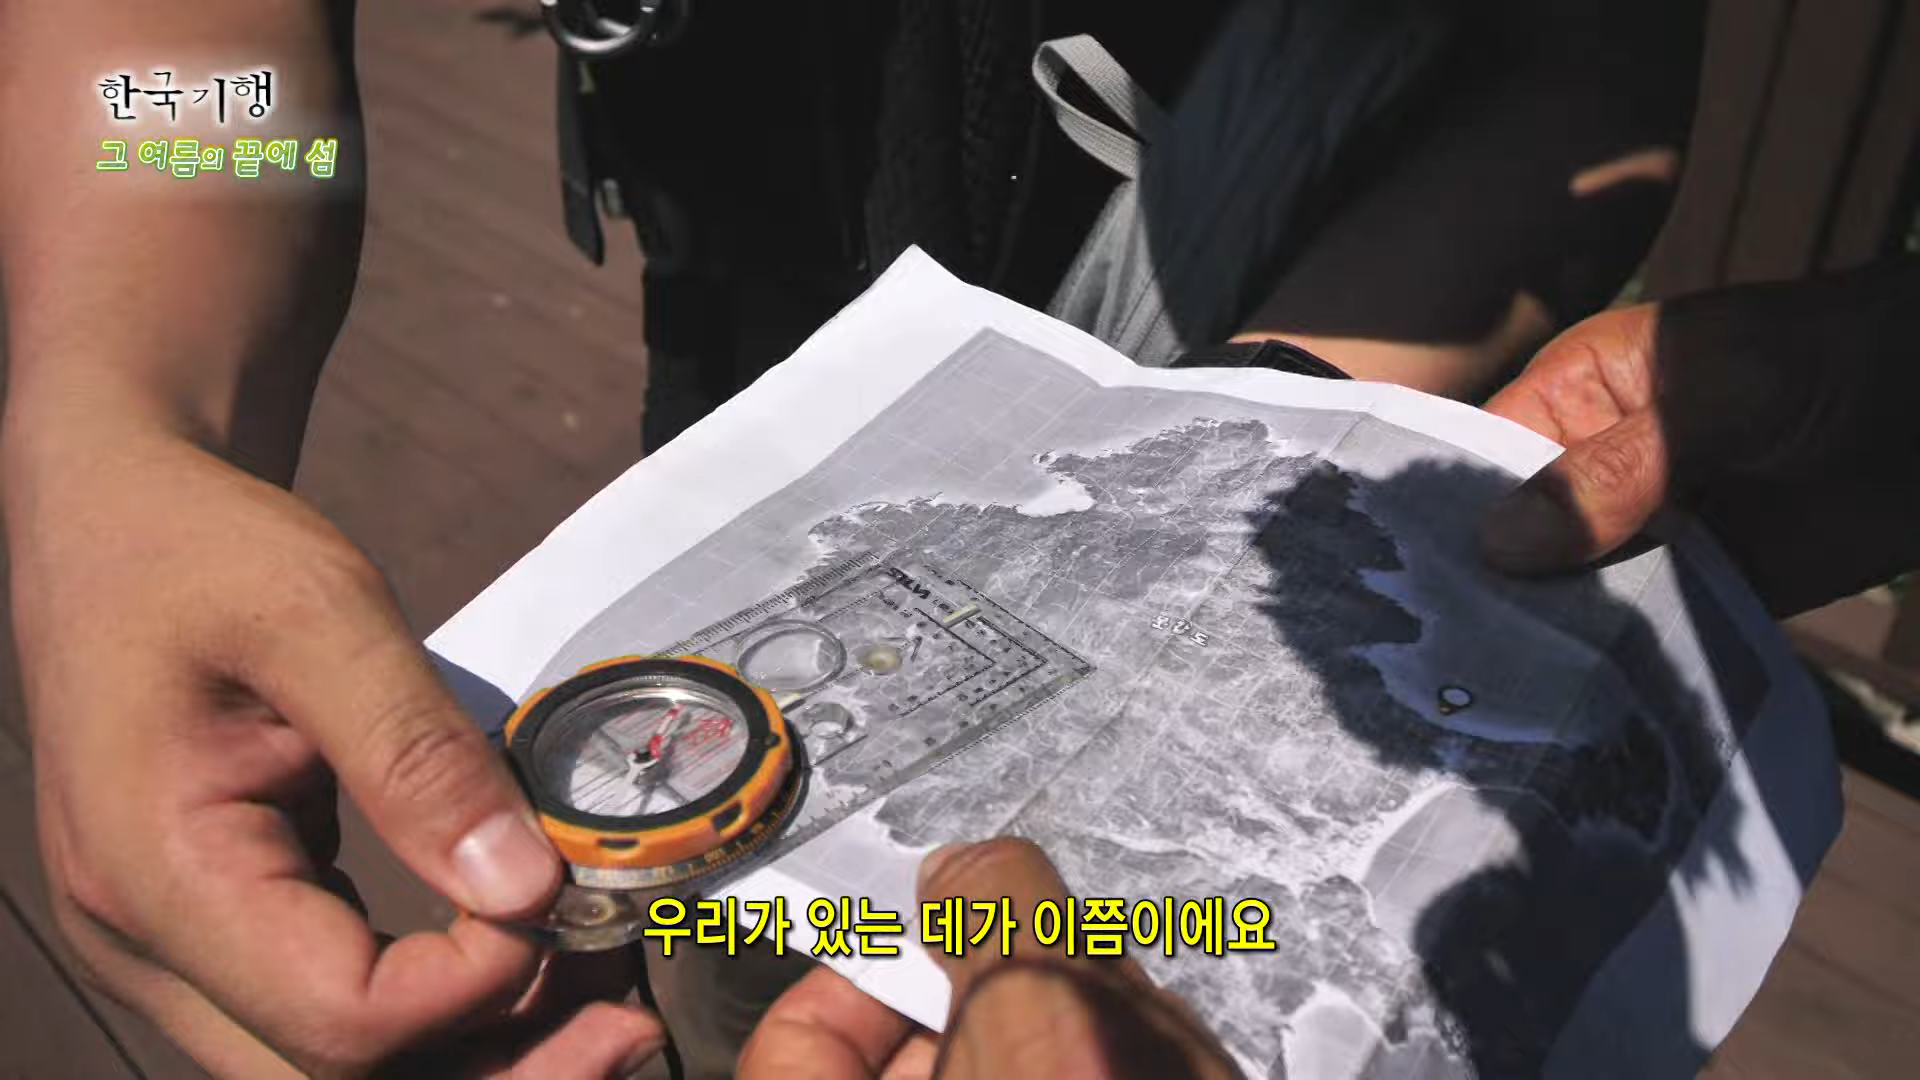 한국기행
그 여름의 끝에 섬
우리가 있는 데가 이쯤이에요